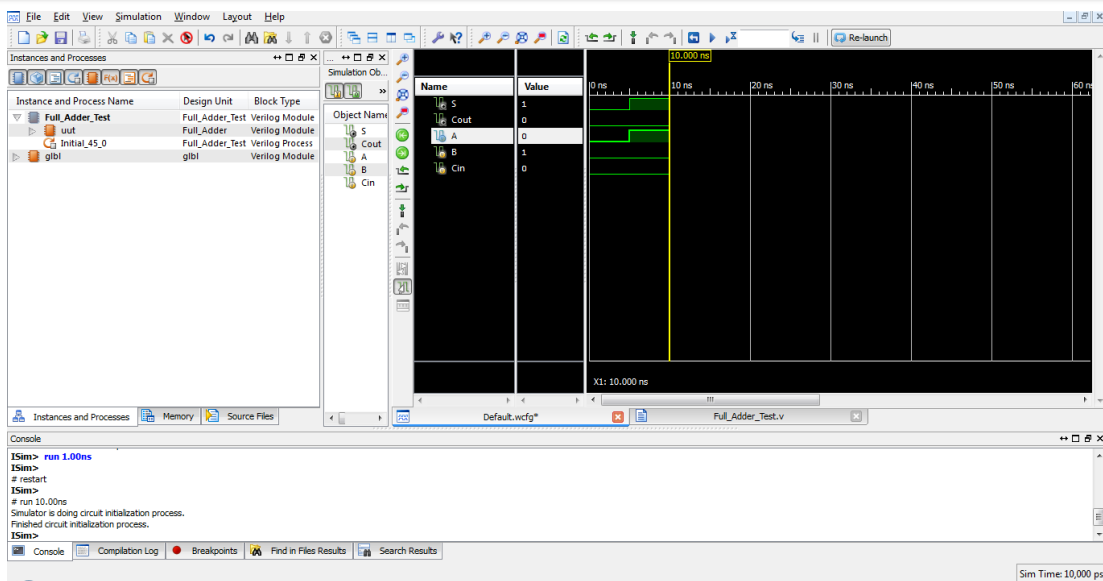 File Edit View Simulation Window Layout Help
Re-launch
Instances and Processes
Instance and Process Name Design Unit Block Type
Full_Adder_Test Full_Adder_Test Verilog Module
uut Full_Adder Verilog Module
Initial_45_0 Full_Adder_Test Verilog Process
glbl glbl Verilog Module
...
Simulation Ob...
»
Object Name
S
Cout
A
B
Cin
10.000 ns
Name Value
0 ns 10 ns 20 ns 30 ns 40 ns 50 ns 60 ns
S 1
Cout 0
A 0
B 1
Cin 0
X1: 10.000 ns
Instances and Processes Memory Source Files
Default.wcfg* Full_Adder_Test.v
Console
ISim> run 1.00ns
ISim>
# restart
ISim>
# run 10.00ns
Simulator is doing circuit initialization process.
Finished circuit initialization process.
ISim>
Console Compilation Log Breakpoints Find in Files Results Search Results
Sim Time: 10,000 ps